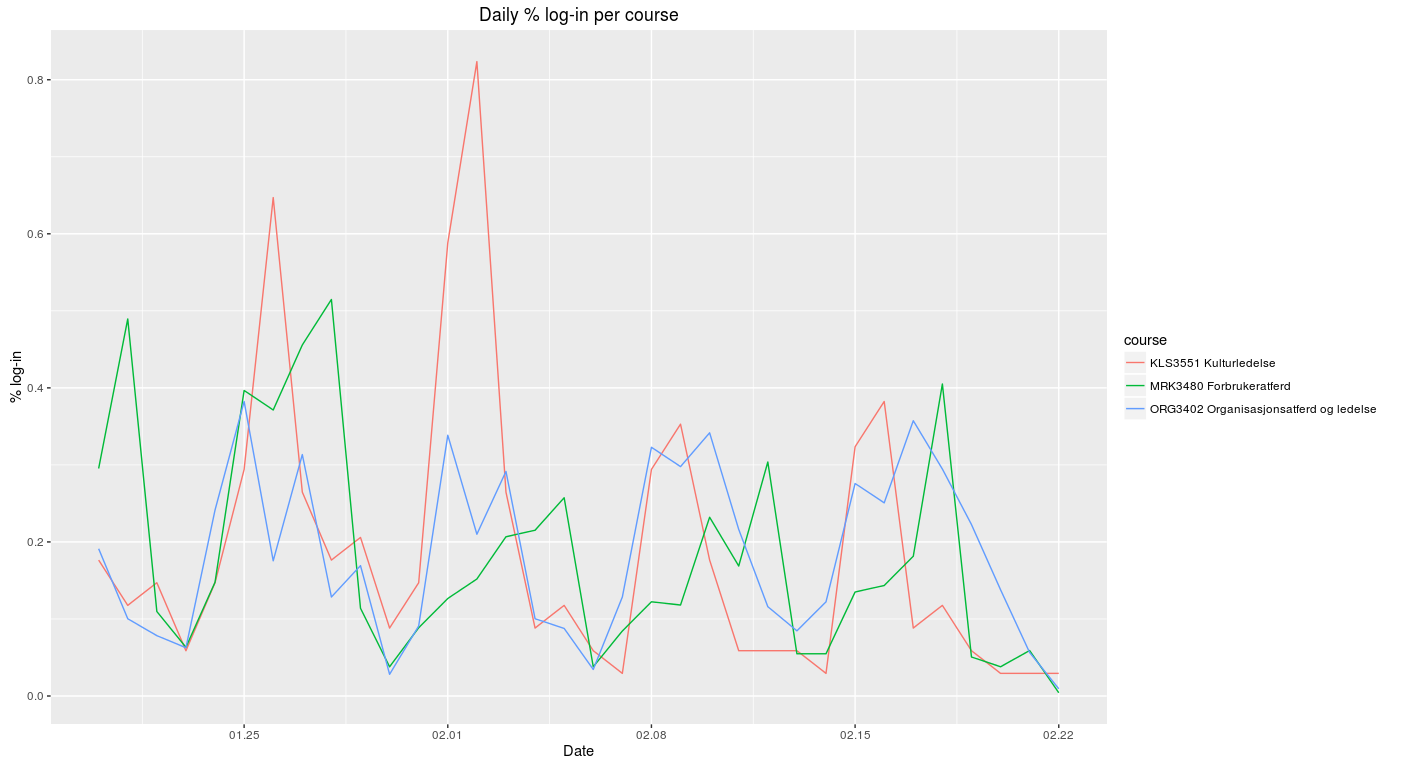 Daily % log-in per course
% log-in
0.8
0.6
0.4
0.2
0.0
01.25
02.01
02.08
02.15
02.22
Date
course
KLS3551 Kulturledelse
MRK3480 Forbrukeratferd
ORG3402 Organisasjonsatferd og ledelse